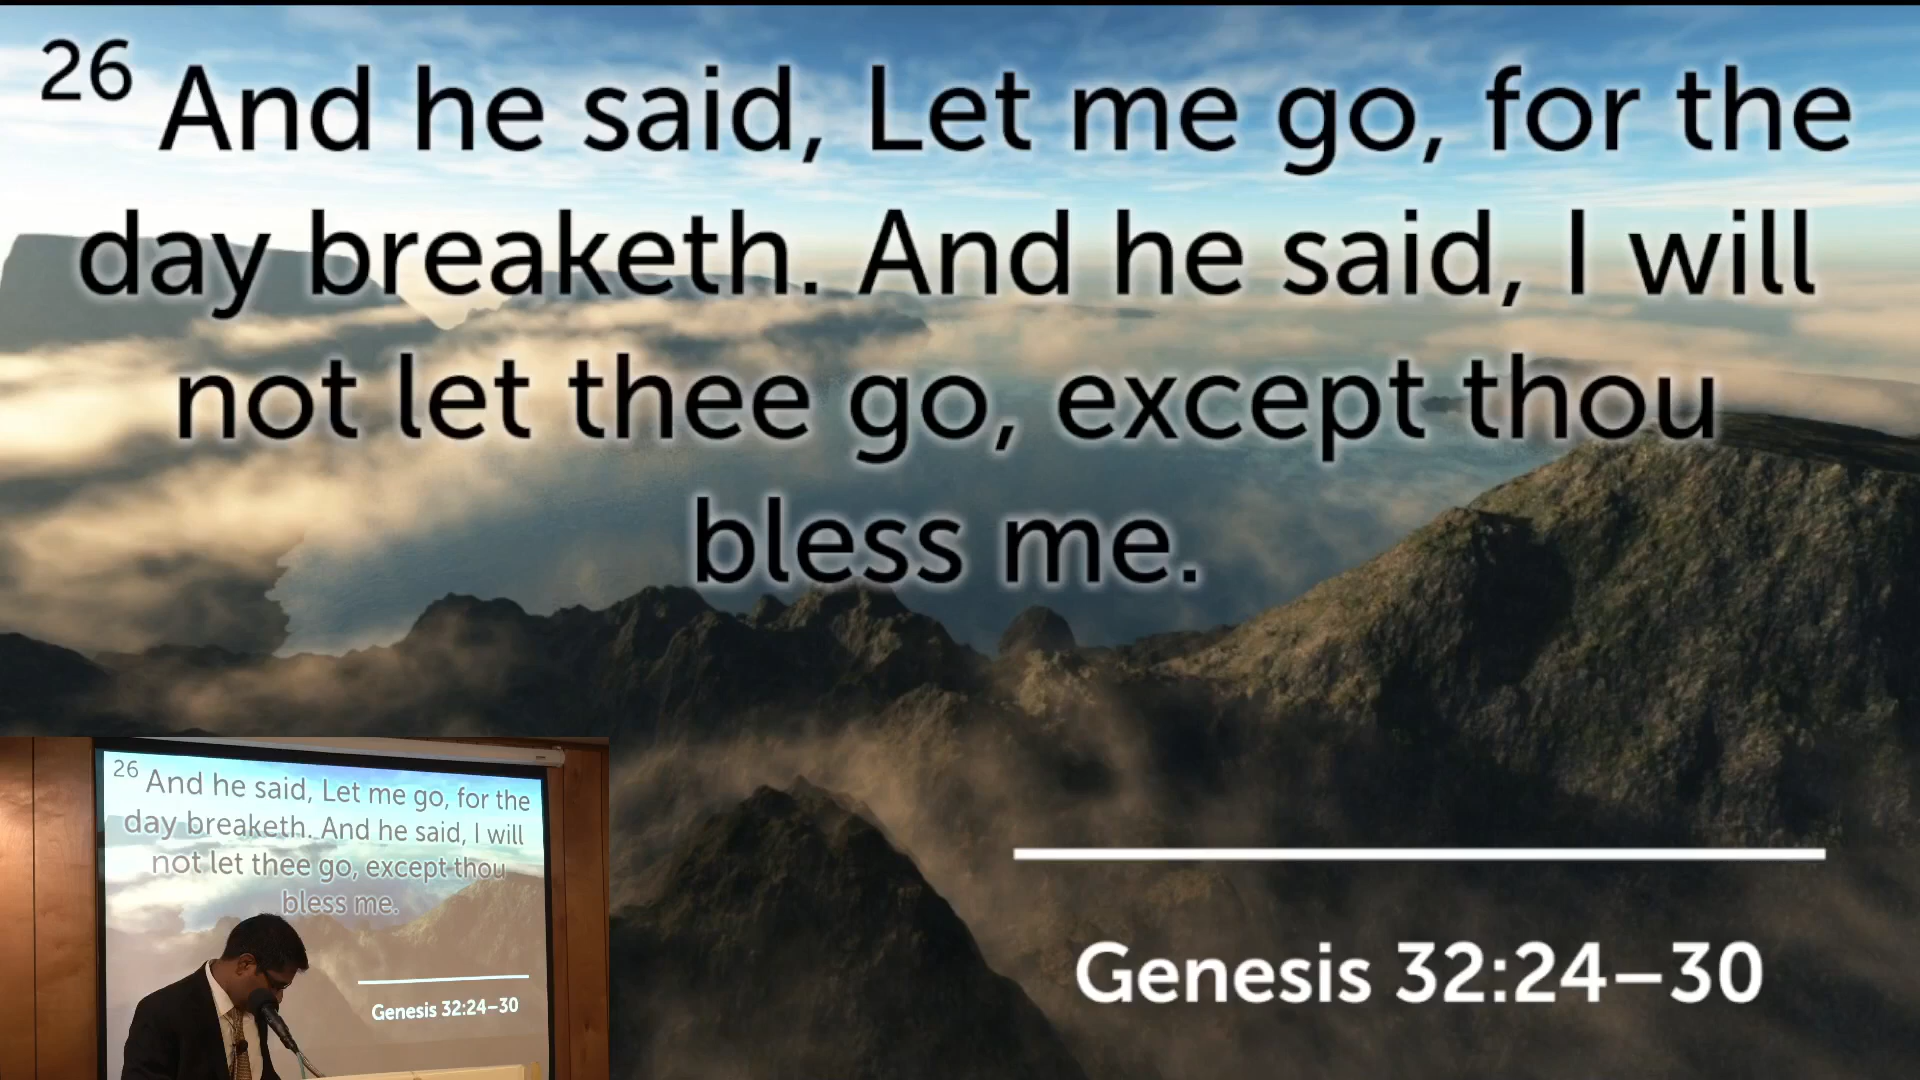 26 And he said, Let me go, for the
day breaketh. And he said, I will
not let thee go, except thou
bless me.
Genesis 32:24–30
26 And he said, Let me go, for the
day breaketh. And he said, I will
not let thee go, except thou
bless me.
Genesis 32:24–30